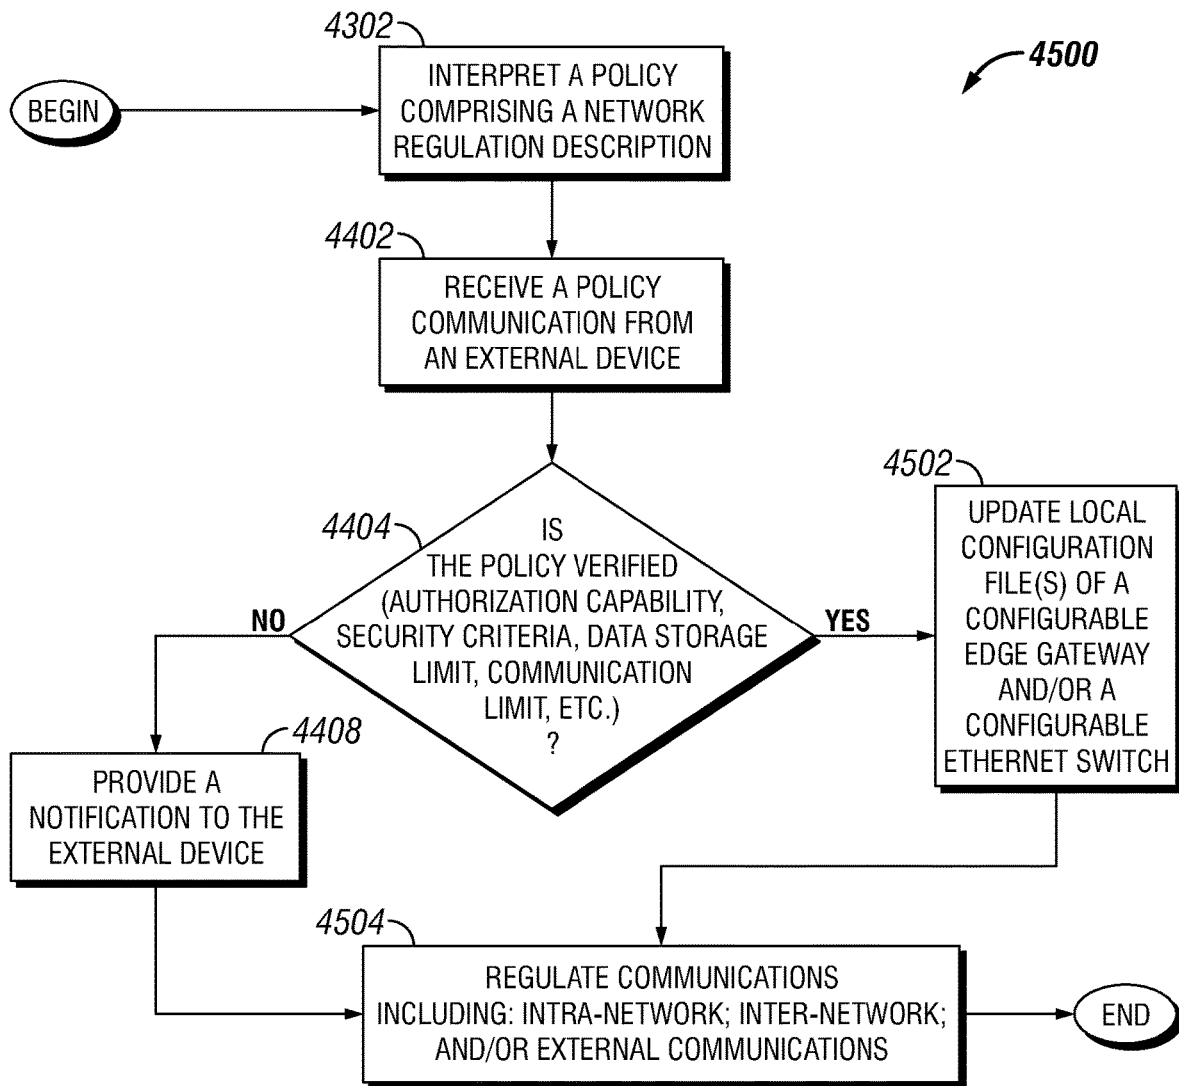 4302
4500
BEGIN
INTERPRET A POLICY
COMPRISING A NETWORK
REGULATION DESCRIPTION
4402
RECEIVE A POLICY
COMMUNICATION FROM
AN EXTERNAL DEVICE
4404
IS
THE POLICY VERIFIED
(AUTHORIZATION CAPABILITY,
SECURITY CRITERIA, DATA STORAGE
LIMIT, COMMUNICATION
LIMIT, ETC.)
?
NO
YES
4502
UPDATE LOCAL
CONFIGURATION
FILE(S) OF A
CONFIGURABLE
EDGE GATEWAY
AND/OR A
CONFIGURABLE
ETHERNET SWITCH
4408
PROVIDE A
NOTIFICATION TO THE
EXTERNAL DEVICE
4504
REGULATE COMMUNICATIONS
INCLUDING: INTRA-NETWORK; INTER-NETWORK;
AND/OR EXTERNAL COMMUNICATIONS
END